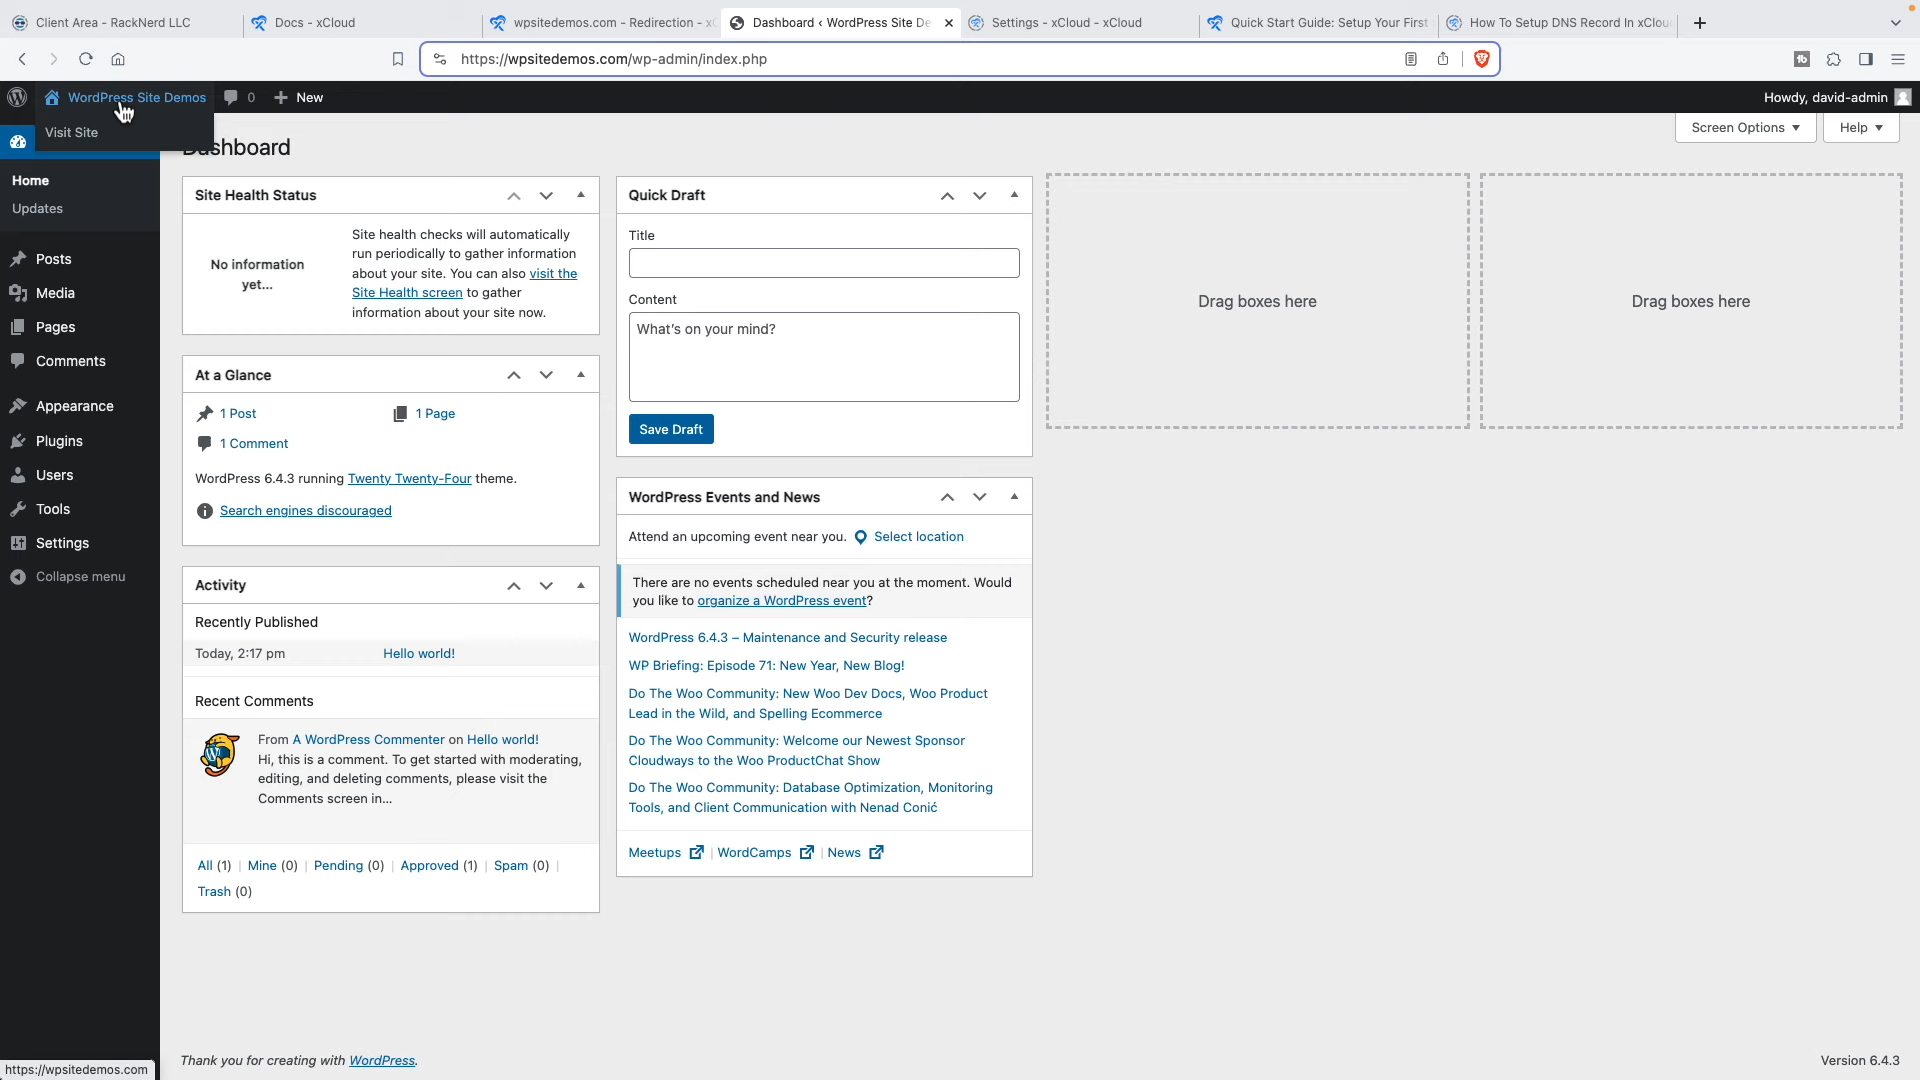 Client Area - RackNerd LLC
Docs - xCloud
wpsitedemos.com - Redirection - xC
Dashboard ‹ WordPress Site De
Settings - xCloud - xCloud
Quick Start Guide: Setup Your First
How To Setup DNS Record In xClou
https://wpsitedemos.com/wp-admin/index.php
WordPress Site Demos
0
New
Howdy, david-admin
Visit Site
Screen Options
Help
Dashboard
Home
Updates
Posts
Media
Pages
Comments
Appearance
Plugins
Users
Tools
Settings
Collapse menu
Site Health Status
No information
yet...
Site health checks will automatically
run periodically to gather information
about your site. You can also visit the
Site Health screen to gather
information about your site now.
At a Glance
1 Post
1 Page
1 Comment
WordPress 6.4.3 running Twenty Twenty-Four theme.
Search engines discouraged
Activity
Recently Published
Today, 2:17 pm
Hello world!
Recent Comments
From A WordPress Commenter on Hello world!
Hi, this is a comment. To get started with moderating,
editing, and deleting comments, please visit the
Comments screen in...
All (1) | Mine (0) | Pending (0) | Approved (1) | Spam (0) |
Trash (0)
Quick Draft
Title
Content
What's on your mind?
Save Draft
WordPress Events and News
Attend an upcoming event near you.
Select location
There are no events scheduled near you at the moment. Would
you like to organize a WordPress event?
WordPress 6.4.3 – Maintenance and Security release
WP Briefing: Episode 71: New Year, New Blog!
Do The Woo Community: New Woo Dev Docs, Woo Product
Lead in the Wild, and Spelling Ecommerce
Do The Woo Community: Welcome our Newest Sponsor
Cloudways to the Woo ProductChat Show
Do The Woo Community: Database Optimization, Monitoring
Tools, and Client Communication with Nenad Conić
Meetups | WordCamps | News
Drag boxes here
Drag boxes here
Thank you for creating with WordPress.
Version 6.4.3
https://wpsitedemos.com